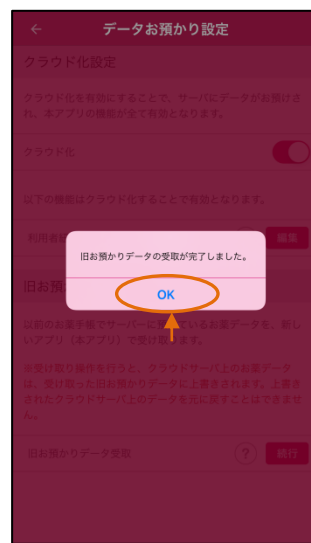 データお預かり設定
クラウド化設定
クラウド化を有効にすることで、サーバにデータがお預けさ
れ、本アプリの機能が全て有効となります。
クラウド化
以下の機能はクラウド化することで有効となります。
利用者
編集
旧お預かりデータの受取が完了しました。
OK
旧お預
以前のお薬手帳でサーバーに預けているお薬データを、新し
いアプリ（本アプリ）で受け取ります。
※受け取り操作を行うと、クラウドサーバ上のお薬データ
は、受け取った旧お預かりデータに上書きされます。上書き
されたクラウドサーバ上のデータを元に戻すことはできませ
ん。
旧お預かりデータ受取
?
続行